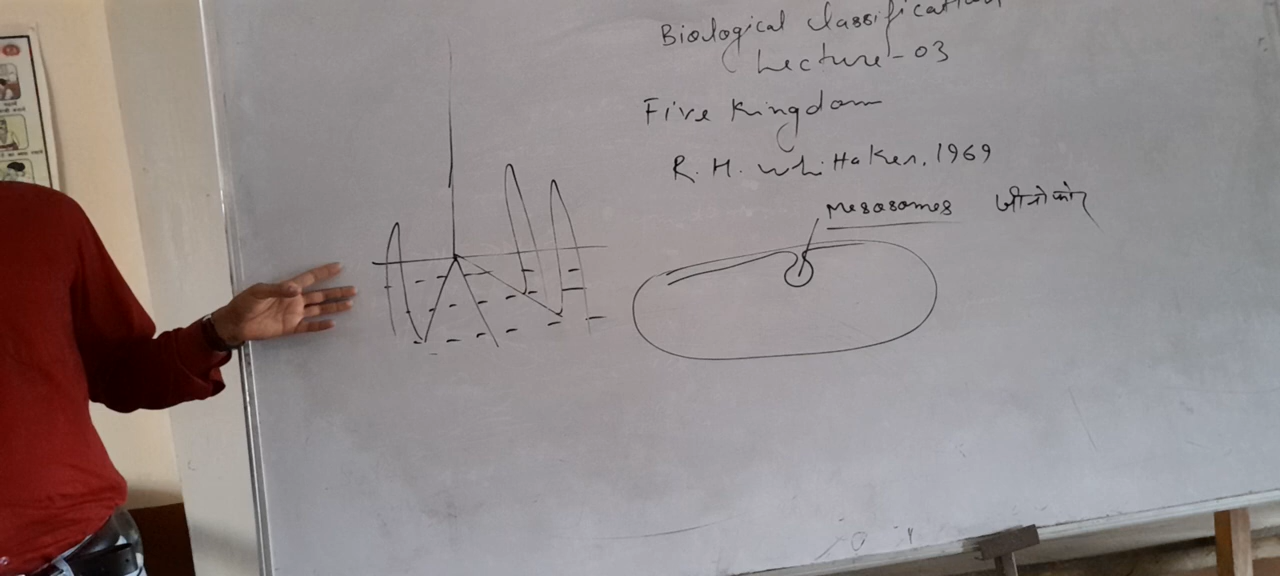 Biological Classification
Lecture-03
Five Kingdom
R. H. Whittaker, 1969
Mesosomes